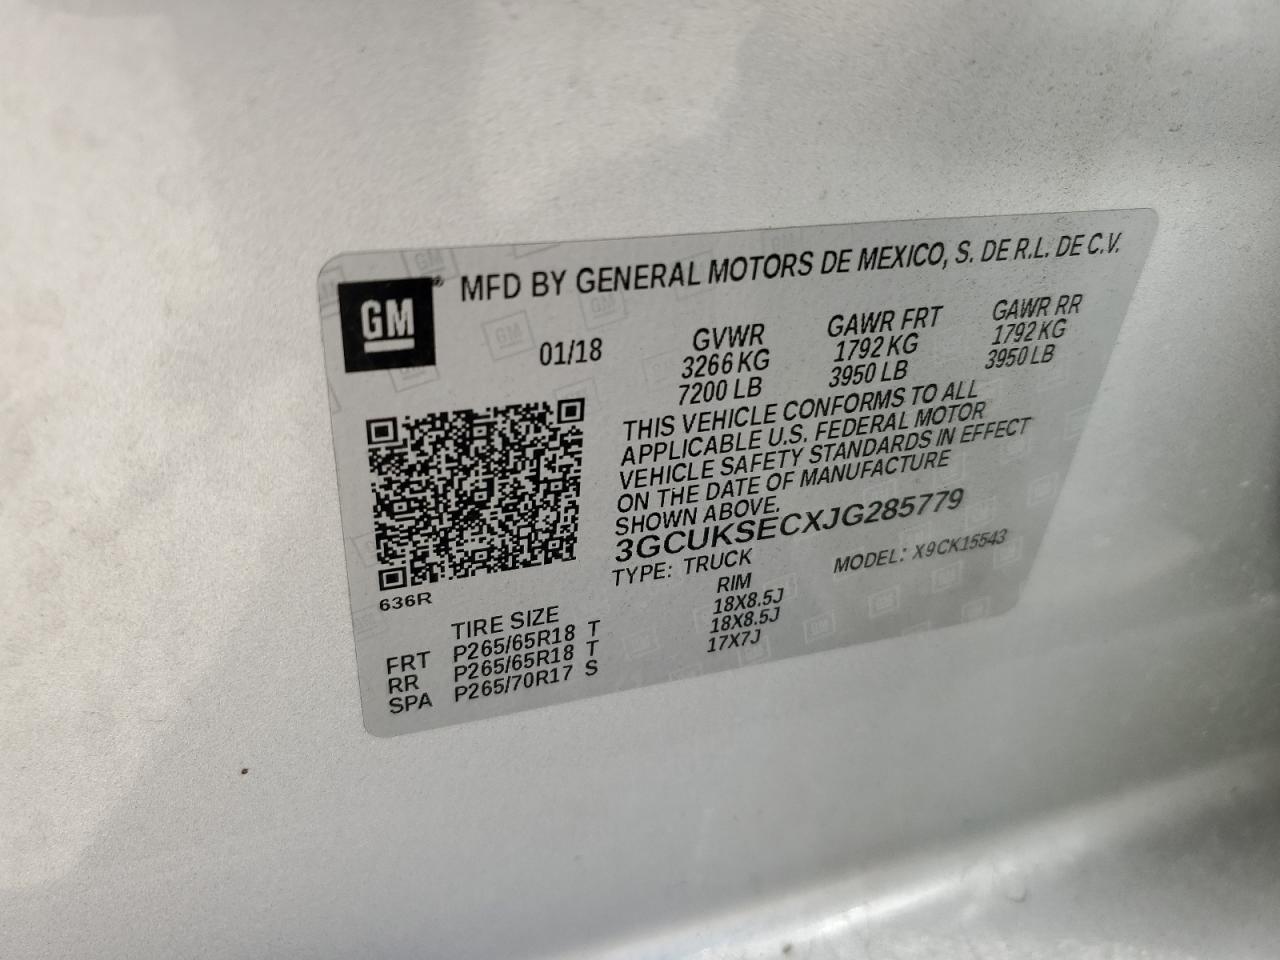 GM
MFD BY GENERAL MOTORS DE MEXICO, S. DE R.L. DE C.V.
01/18
GVWR GAWR FRT GAWR RR
3266 KG 1792 KG 1792 KG
7200 LB 3950 LB 3950 LB
THIS VEHICLE CONFORMS TO ALL
APPLICABLE U.S. FEDERAL MOTOR
VEHICLE SAFETY STANDARDS IN EFFECT
ON THE DATE OF MANUFACTURE
SHOWN ABOVE.
3GCUKSECXJG285779
TYPE: TRUCK MODEL: X9CK15543
636R
TIRE SIZE RIM
FRT P265/65R18 T 18X8.5J
RR P265/65R18 T 18X8.5J
SPA P265/70R17 S 17X7J